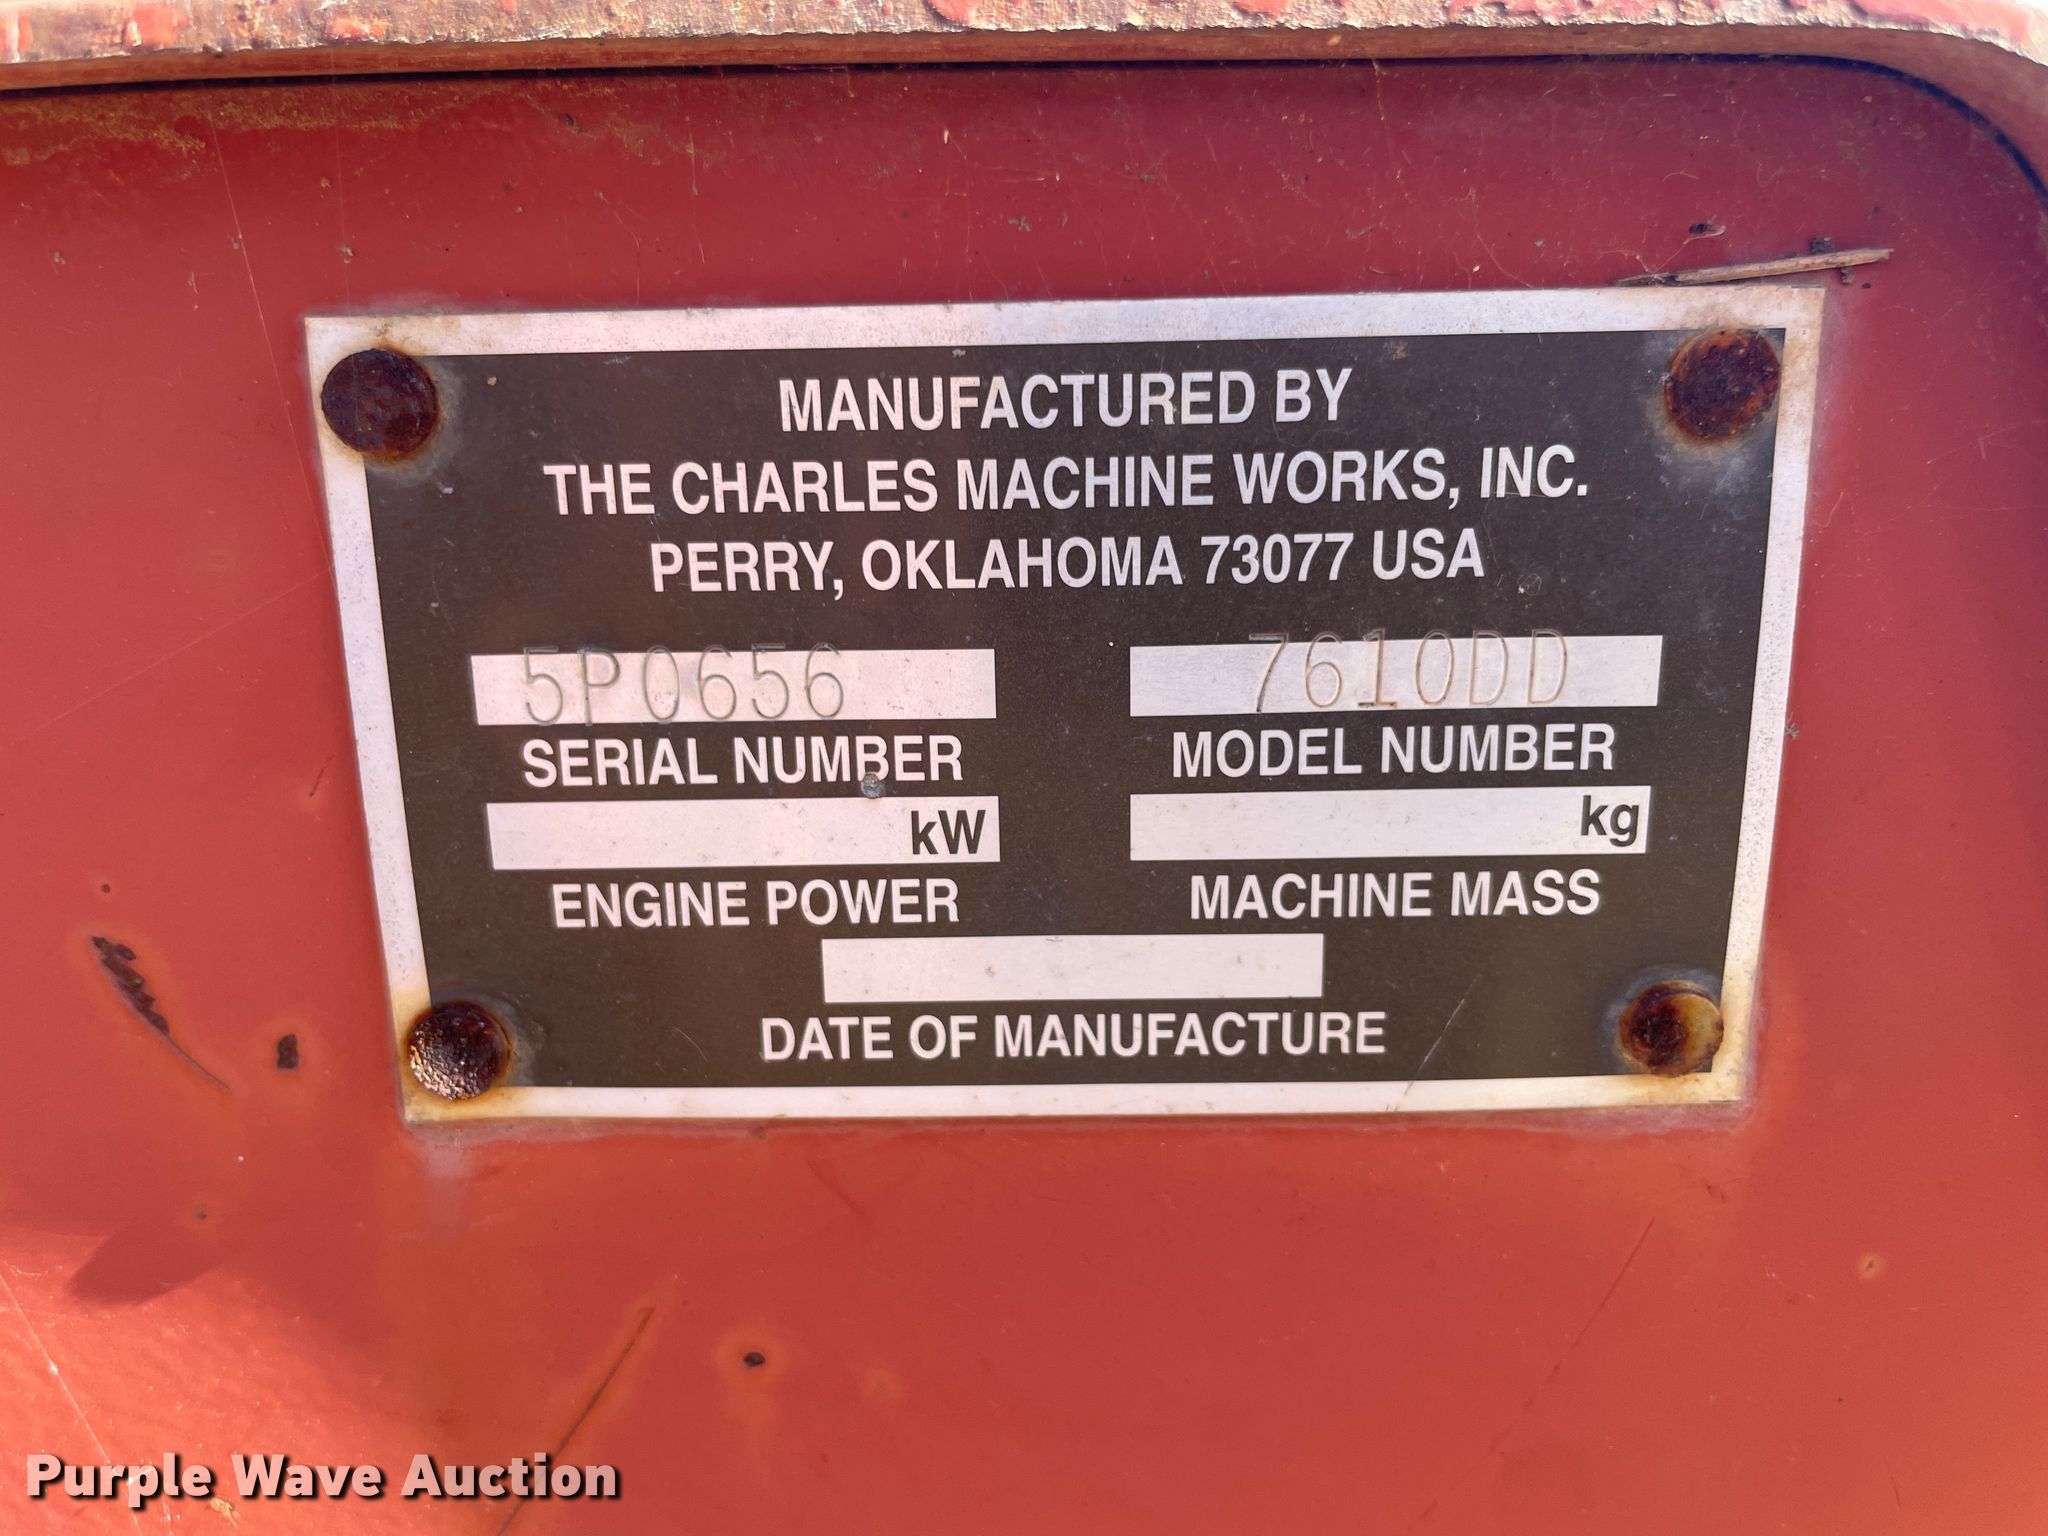 MANUFACTURED BY
THE CHARLES MACHINE WORKS, INC.
PERRY, OKLAHOMA 73077 USA
5P0656 7610DD
SERIAL NUMBER MODEL NUMBER
kW kg
ENGINE POWER MACHINE MASS
DATE OF MANUFACTURE
Purple Wave Auction